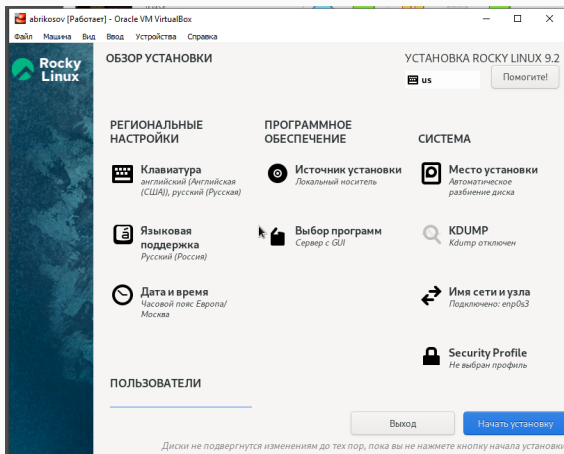 abrikosov [Работает] - Oracle VM VirtualBox
Файл Машина Вид Ввод Устройства Справка
Rocky
Linux
ОБЗОР УСТАНОВКИ
УСТАНОВКА ROCKY LINUX 9.2
us
Помогите!
РЕГИОНАЛЬНЫЕ
НАСТРОЙКИ
Клавиатура
английский (Английская
(США)), русский (Русская)
Языковая
поддержка
Русский (Россия)
Дата и время
Часовой пояс Европа/
Москва
ПРОГРАММНОЕ
ОБЕСПЕЧЕНИЕ
Источник установки
Локальный носитель
Выбор программ
Сервер с GUI
СИСТЕМА
Место установки
Автоматическое
разбиение диска
KDUMP
Kdump отключен
Имя сети и узла
Подключено: enp0s3
Security Profile
Не выбран профиль
ПОЛЬЗОВАТЕЛИ
Выход
Начать установку
Диски не подвергнутся изменениям до тех пор, пока вы не нажмете кнопку начала установки